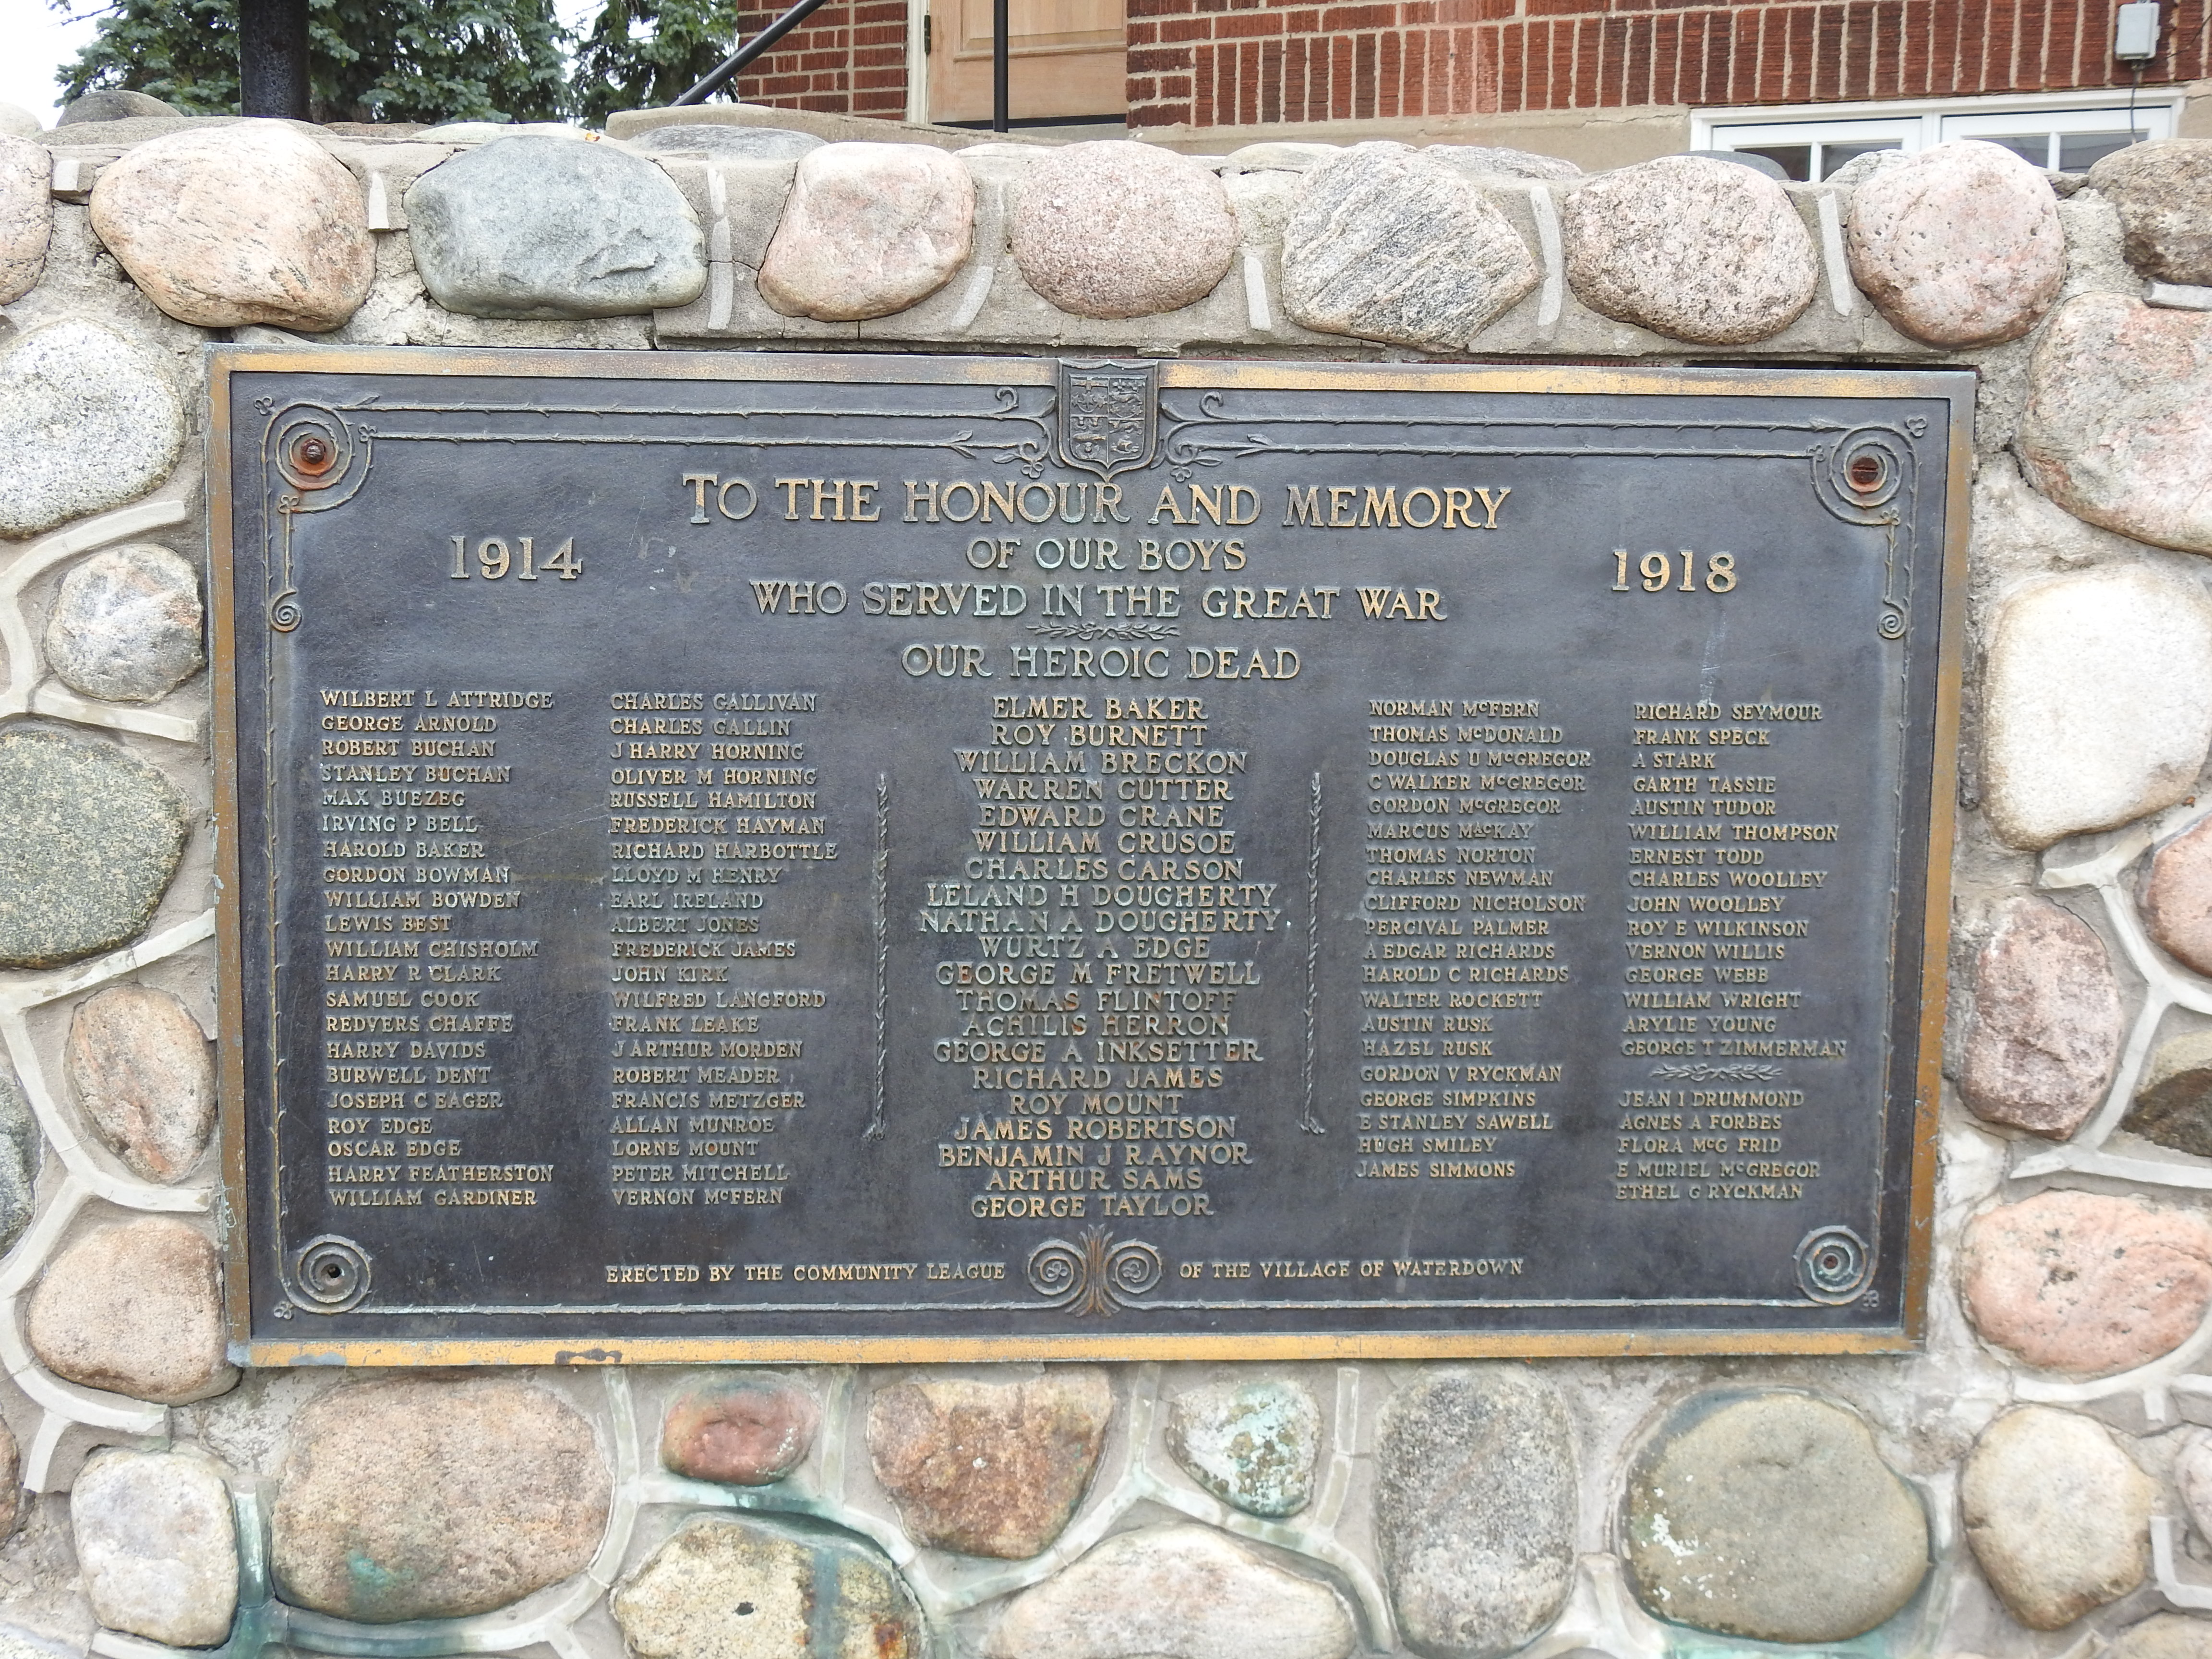 TO THE HONOUR AND MEMORY
OF OUR BOYS
WHO SERVED IN THE GREAT WAR
1914
1918
OUR HEROIC DEAD
WILBERT L ATTRIDGE
GEORGE ARNOLD
ROBERT BUCHAN
STANLEY BUCHAN
MAX BUEZEG
IRVING P BELL
HAROLD BAKER
GORDON BOWMAN
WILLIAM BOWDEN
LEWIS BEST
WILLIAM CHISHOLM
HARRY R CLARK
SAMUEL COOK
REDVERS CHAFFE
HARRY DAVIDS
BURWELL DENT
JOSEPH C EAGER
ROY EDGE
OSCAR EDGE
HARRY FEATHERSTON
WILLIAM GARDINER
CHARLES GALLIVAN
CHARLES GALLIN
J HARRY HORNING
OLIVER M HORNING
RUSSELL HAMILTON
FREDERICK HAYMAN
RICHARD HARBOTTLE
LLOYD M HENRY
EARL IRELAND
ALBERT JONES
FREDERICK JAMES
JOHN KIRK
WILFRED LANGFORD
FRANK LEAKE
J ARTHUR MORDEN
ROBERT MEADER
FRANCIS METZGER
ALLAN MUNROE
LORNE MOUNT
PETER MITCHELL
VERNON McFERN
ELMER BAKER
ROY BURNETT
WILLIAM BRECKON
WARREN CUTTER
EDWARD CRANE
WILLIAM CRUSOE
CHARLES CARSON
LELAND H DOUGHERTY
NATHAN A DOUGHERTY
WURTZ A EDGE
GEORGE M FRETWELL
THOMAS FLINTOFF
ACHILIS HERRON
GEORGE A INKSETTER
RICHARD JAMES
ROY MOUNT
JAMES ROBERTSON
BENJAMIN J RAYNOR
ARTHUR SAMS
GEORGE TAYLOR
NORMAN McFERN
THOMAS McDONALD
DOUGLAS U McGREGOR
C WALKER McGREGOR
GORDON McGREGOR
MARCUS MacKAY
THOMAS NORTON
CHARLES NEWMAN
CLIFFORD NICHOLSON
PERCIVAL PALMER
A EDGAR RICHARDS
HAROLD C RICHARDS
WALTER ROCKETT
AUSTIN RUSK
HAZEL RUSK
GORDON V RYCKMAN
GEORGE SIMPKINS
E STANLEY SAWELL
HUGH SMILEY
JAMES SIMMONS
RICHARD SEYMOUR
FRANK SPECK
A STARK
GARTH TASSIE
AUSTIN TUDOR
WILLIAM THOMPSON
ERNEST TODD
CHARLES WOOLLEY
JOHN WOOLLEY
ROY E WILKINSON
VERNON WILLIS
GEORGE WEBB
WILLIAM WRIGHT
ARYLIE YOUNG
GEORGE T ZIMMERMAN
JEAN I DRUMMOND
AGNES A FORBES
FLORA McG FRID
E MURIEL McGREGOR
ETHEL G RYCKMAN
ERECTED BY THE COMMUNITY LEAGUE OF THE VILLAGE OF WATERDOWN